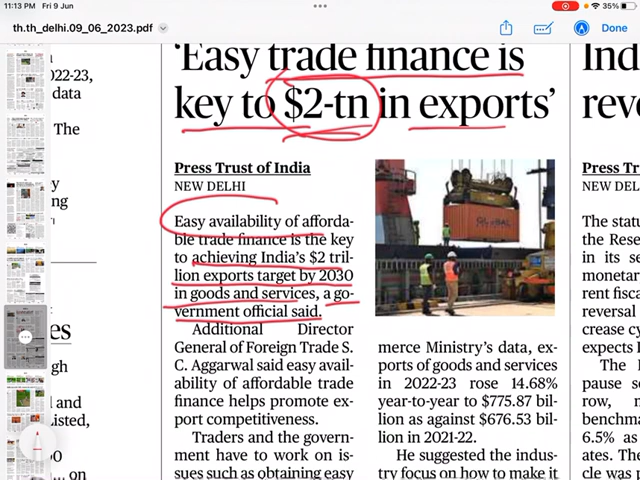 11:13 PM Fri 9 Jun
35%
th.th_delhi.09_06_2023.pdf
Done
2022-23,
data
The
y
ng
es
gh
l and
listed,
00
... on
'Easy trade finance is
key to $2-tn in exports'
Press Trust of India
NEW DELHI
Easy availability of afforda-
ble trade finance is the key
to achieving India's $2 tril-
lion exports target by 2030
in goods and services, a go-
vernment official said.
Additional Director
General of Foreign Trade S.
C. Aggarwal said easy avail-
ability of affordable trade
finance helps promote ex-
port competitiveness.
Traders and the govern-
ment have to work on is-
sues such as obtaining easy
GLOBAL
merce Ministry's data, ex-
ports of goods and services
in 2022-23 rose 14.68%
year-to-year to $775.87 bil-
lion as against $676.53 bil-
lion in 2021-22.
He suggested the indus-
try focus on how to make it
Ind
reve
Press Tr
NEW DEL
The statu
the Rese
in its se
monetar
rent fisca
reversal
crease cy
expects I
The I
pause s
row, n
benchma
6.5% as
ates. The
cle was p